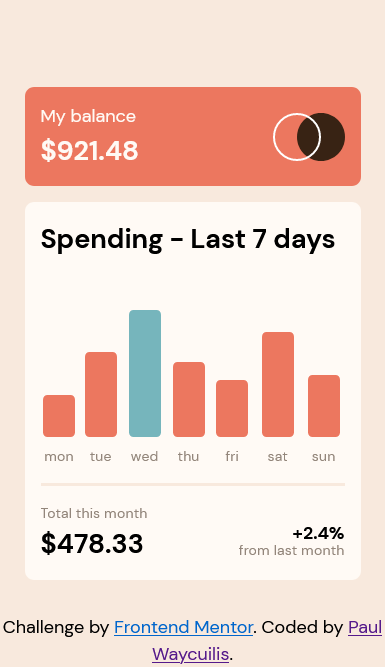 My balance
$921.48
Spending - Last 7 days
mon tue wed thu fri sat sun
Total this month
$478.33
+2.4%
from last month
Challenge by Frontend Mentor. Coded by Paul
Waycuilis.